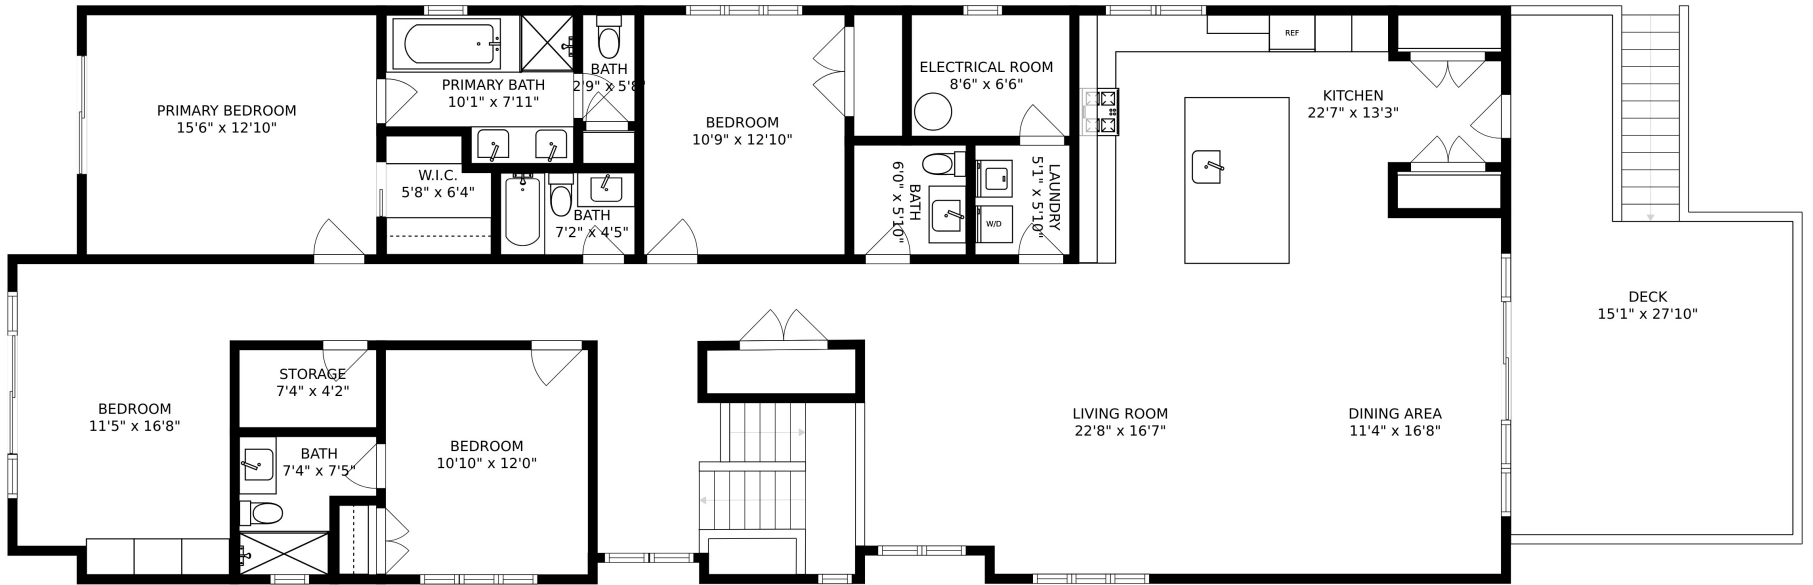 PRIMARY BEDROOM
15'6" x 12'10"
PRIMARY BATH
10'1" x 7'11"
BATH
2'9" x 5'8"
BEDROOM
10'9" x 12'10"
ELECTRICAL ROOM
8'6" x 6'6"
REF
KITCHEN
22'7" x 13'3"
W.I.C.
5'8" x 6'4"
BATH
7'2" x 4'5"
BATH
6'0" x 5'10"
LAUNDRY
5'1" x 5'10"
W/D
DECK
15'1" x 27'10"
STORAGE
7'4" x 4'2"
BEDROOM
11'5" x 16'8"
BATH
7'4" x 7'5"
BEDROOM
10'10" x 12'0"
LIVING ROOM
22'8" x 16'7"
DINING AREA
11'4" x 16'8"